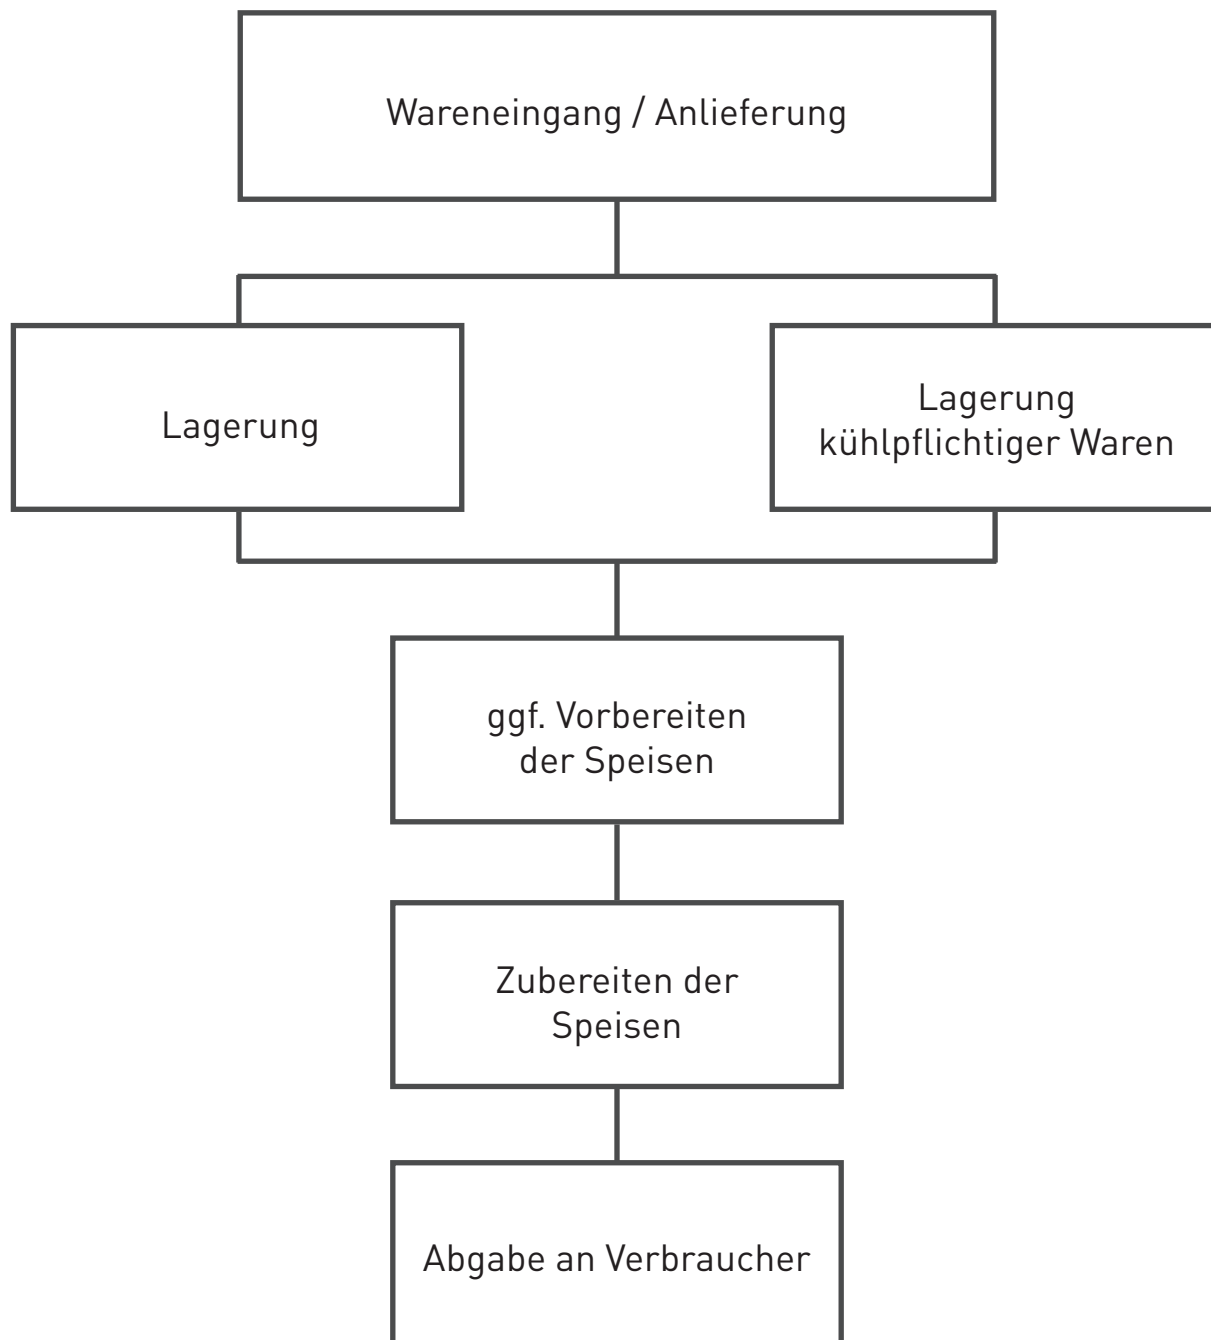 Wareneingang / Anlieferung
Lagerung
Lagerung
kühlpflichtiger Waren
ggf. Vorbereiten
der Speisen
Zubereiten der
Speisen
Abgabe an Verbraucher